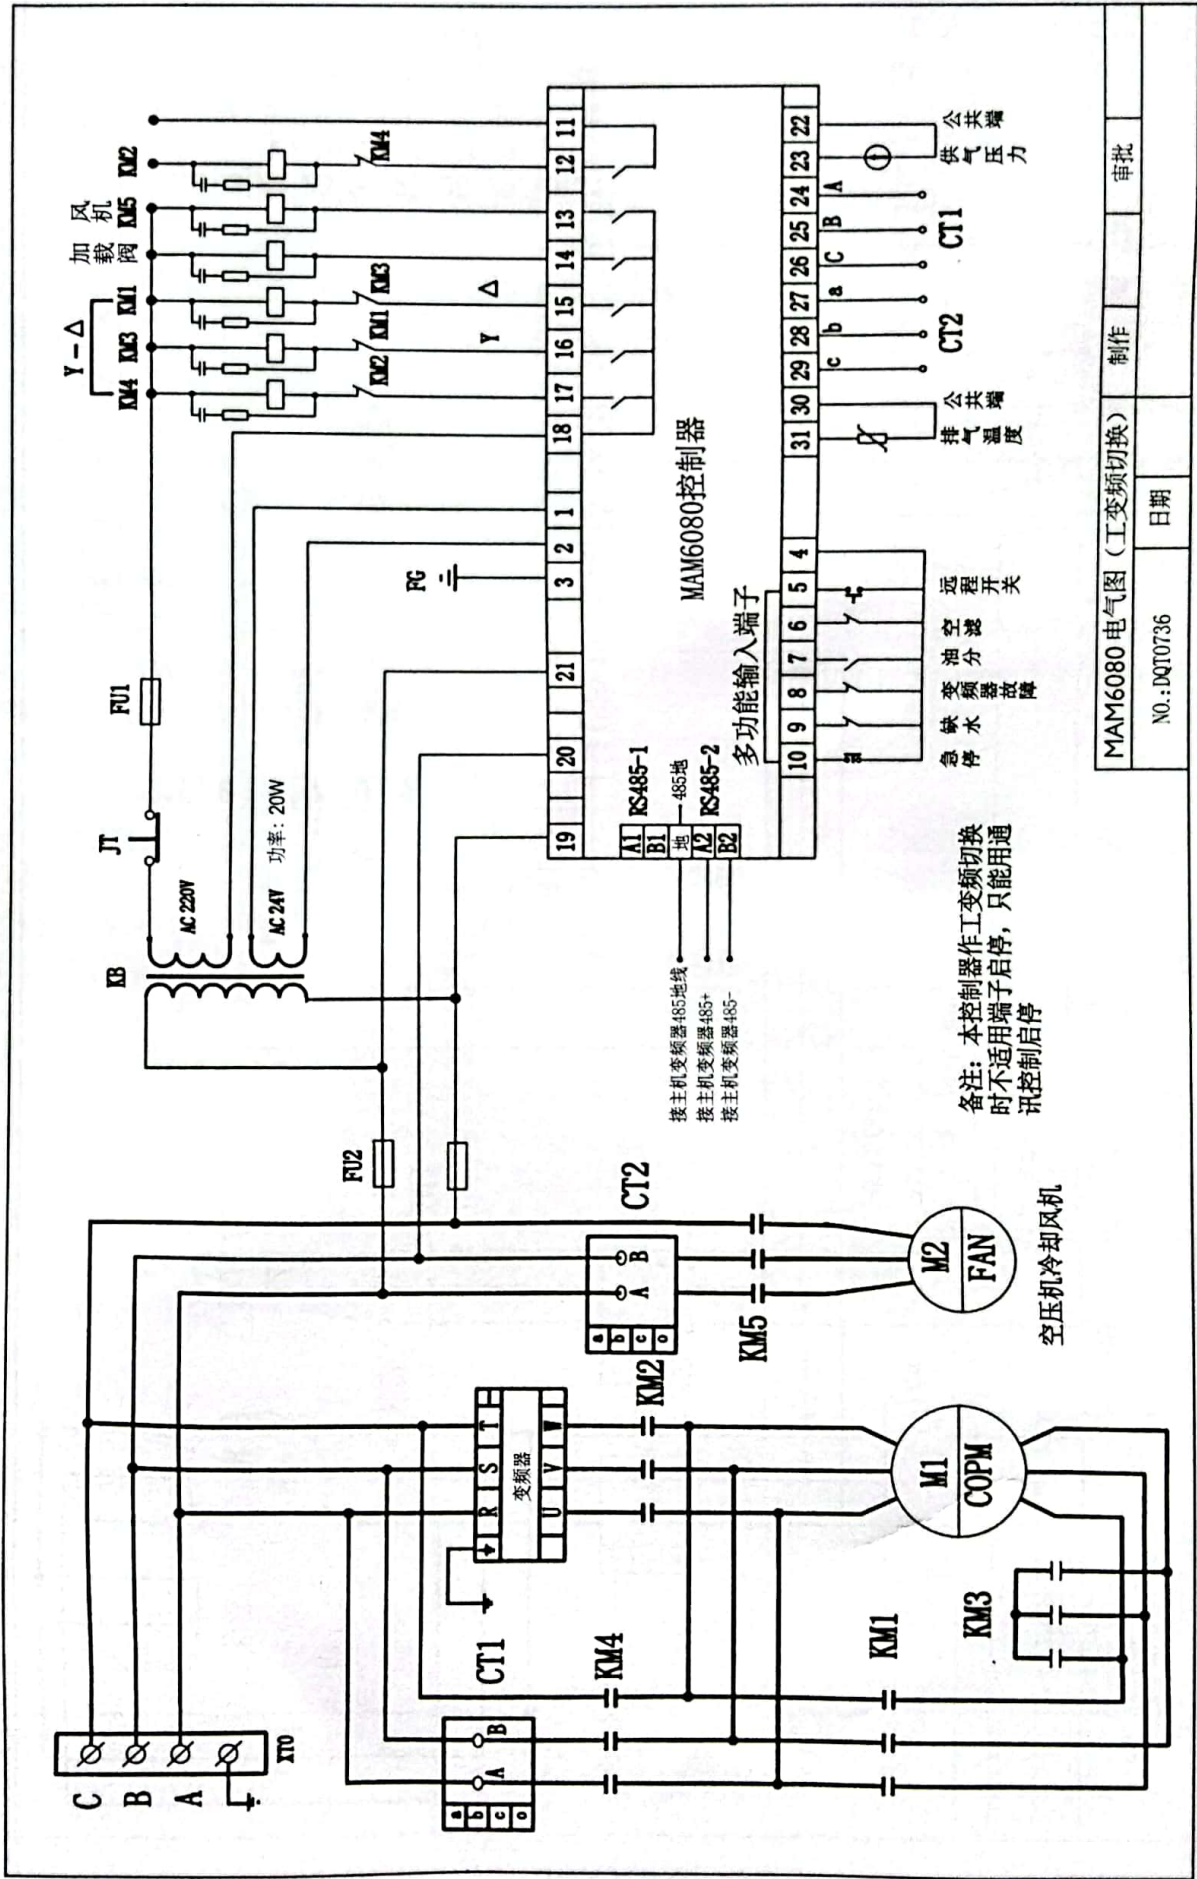 Y-Δ
KM4
KM3
KM1
加载阀
风机
KM5
KM2
KM2
KM1
KM3
KM4
Y
Δ
18
17
16
15
14
13
12
11
KB
AC 220V
AC 24V
功率：20W
JT
FU1
FU2
FG
19
20
21
3
2
1
MAM6080控制器
A1
B1
地
A2
B2
RS485-1
485地
RS485-2
接主机变频器485地线
接主机变频器485+
接主机变频器485-
多功能输入端子
10
9
8
7
6
5
4
急停
缺水
变频器故障
油分
空滤
远程开关
31
30
29
28
27
26
25
24
23
22
c
b
a
C
B
A
排气温度
公共端
CT2
CT1
供气压力
公共端
备注：本控制器作工变频切换
时不适用端子启停，只能用通
讯控制启停
C
B
A
XT0
CT1
a
b
c
o
A
B
KM4
KM1
KM3
R
S
T
变频器
U
V
W
KM2
M1
COPM
CT2
a
b
c
o
A
B
KM5
M2
FAN
空压机冷却风机
MAM6080电气图（工变频切换）
制作
审批
NO.:DQT0736
日期